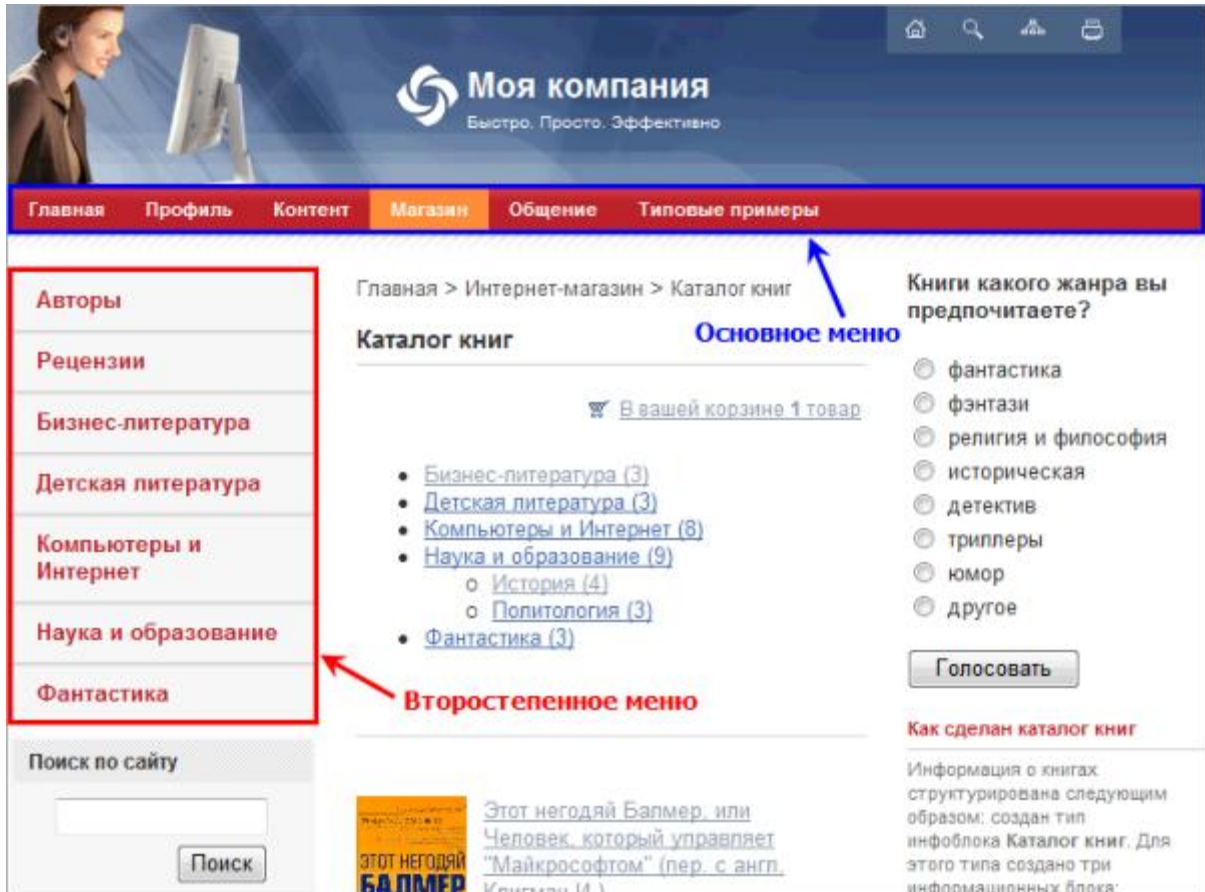 Моя компания
Быстро. Просто. Эффективно
Главная Профиль Контент Магазин Общение Типовые примеры
Авторы
Рецензии
Бизнес-литература
Детская литература
Компьютеры и
Интернет
Наука и образование
Фантастика
Поиск по сайту
Поиск
Главная > Интернет-магазин > Каталог книг
Основное меню
Каталог книг
В вашей корзине 1 товар
Бизнес-литература (3)
Детская литература (3)
Компьютеры и Интернет (8)
Наука и образование (9)
История (4)
Политология (3)
Фантастика (3)
Второстепенное меню
ЭТОТ НЕГОДЯЙ
БАЛМЕР
Этот негодяй Балмер, или
Человек, который управляет
"Майкрософтом" (пер. с англ.
Книги какого жанра вы
предпочитаете?
фантастика
фэнтази
религия и философия
историческая
детектив
триллеры
юмор
другое
Голосовать
Как сделан каталог книг
Информация о книгах
структурирована следующим
образом: создан тип
инфоблока Каталог книг. Для
этого типа создано три
информационных блока: